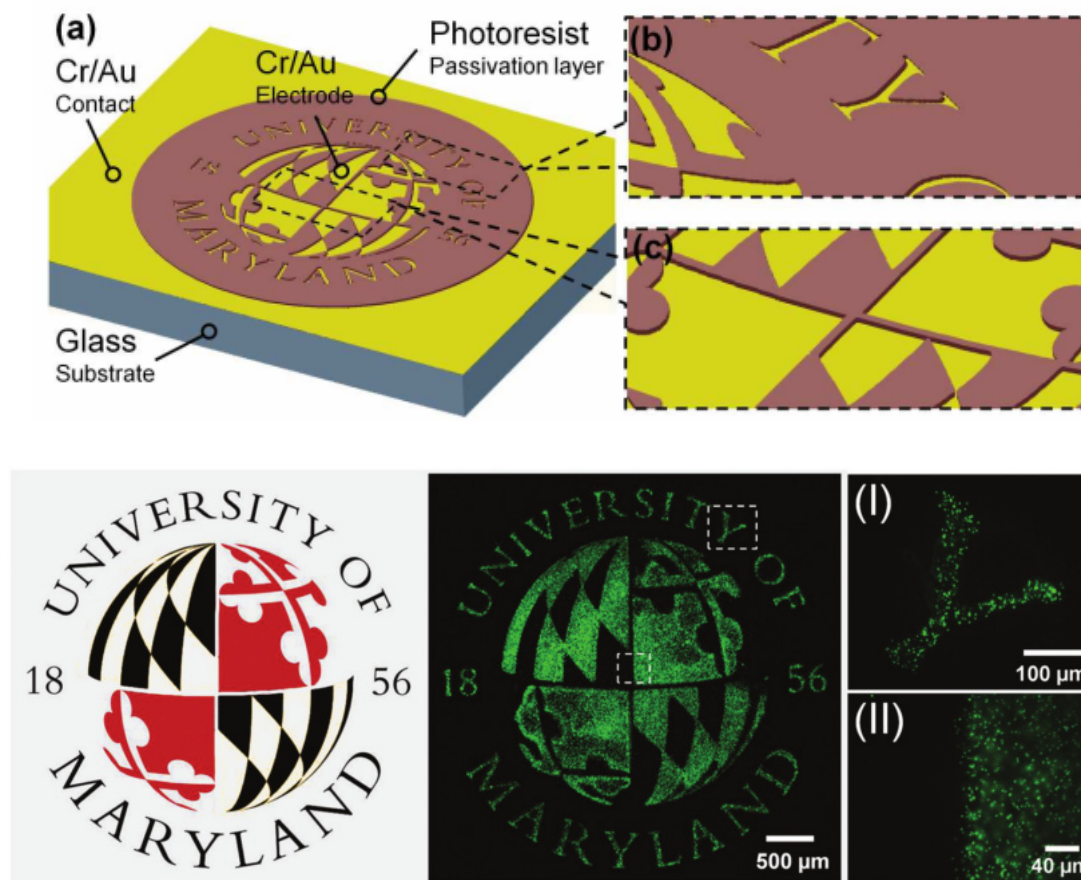 (a)
Cr/Au
Contact
Cr/Au
Electrode
Photoresist
Passivation layer
UNIVERSITY OF
18
56
MARYLAND
Glass
Substrate
(b)
(c)
UNIVERSITY OF
18
56
MARYLAND
UNIVERSITY OF
18
56
MARYLAND
500 µm
(I)
100 µm
(II)
40 µm